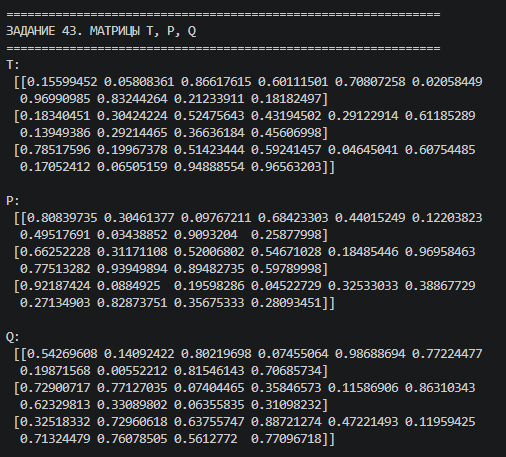 ==============================================================
ЗАДАНИЕ 43. МАТРИЦЫ T, P, Q
==============================================================
T:
[[0.15599452 0.05808361 0.86617615 0.60111501 0.70807258 0.02058449
0.96990985 0.83244264 0.21233911 0.18182497]
[0.18340451 0.30424224 0.52475643 0.43194502 0.29122914 0.61185289
0.13949386 0.29214465 0.36636184 0.45606998]
[0.78517596 0.19967378 0.51423444 0.59241457 0.04645041 0.60754485
0.17052412 0.06505159 0.94888554 0.96563203]]
P:
[[0.80839735 0.30461377 0.09767211 0.68423303 0.44015249 0.12203823
0.49517691 0.03438852 0.9093204  0.25877998]
[0.66252228 0.31171108 0.52006802 0.54671028 0.18485446 0.96958463
0.77513282 0.93949894 0.89482735 0.59789998]
[0.92187424 0.0884925  0.19598286 0.04522729 0.32533033 0.38867729
0.27134903 0.82873751 0.35675333 0.28093451]]
Q:
[[0.54269608 0.14092422 0.80219698 0.07455064 0.98688694 0.77224477
0.19871568 0.00552212 0.81546143 0.70685734]
[0.72900717 0.77127035 0.07404465 0.35846573 0.11586906 0.86310343
0.62329813 0.33089802 0.06355835 0.31098232]
[0.32518332 0.72960618 0.63755747 0.88721274 0.47221493 0.11959425
0.71324479 0.76078505 0.5612772  0.77096718]]